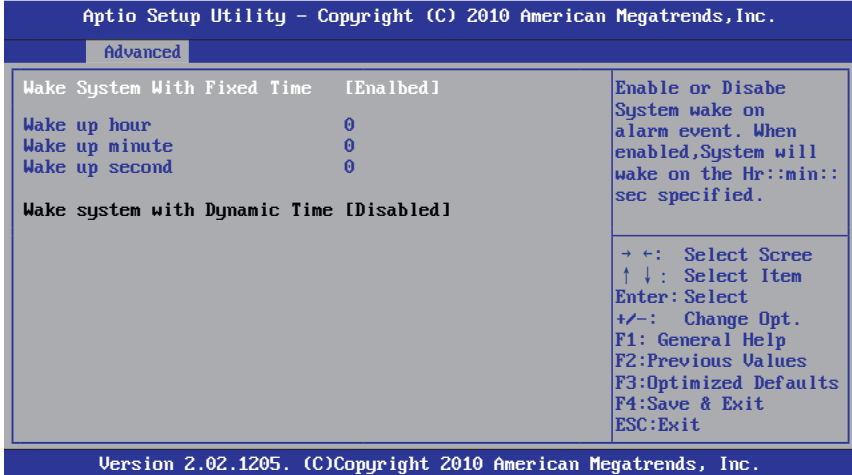 Aptio Setup Utility – Copyright (C) 2010 American Megatrends,Inc.
Advanced
Wake System With Fixed Time [Enalbed]
Wake up hour 0
Wake up minute 0
Wake up second 0
Wake system with Dynamic Time [Disabled]
Enable or Disabe
System wake on
alarm event. When
enabled,System will
wake on the Hr::min::
sec specified.
→ ←: Select Scree
↑ ↓: Select Item
Enter: Select
+/-: Change Opt.
F1: General Help
F2:Previous Values
F3:Optimized Defaults
F4:Save & Exit
ESC:Exit
Version 2.02.1205. (C)Copyright 2010 American Megatrends, Inc.